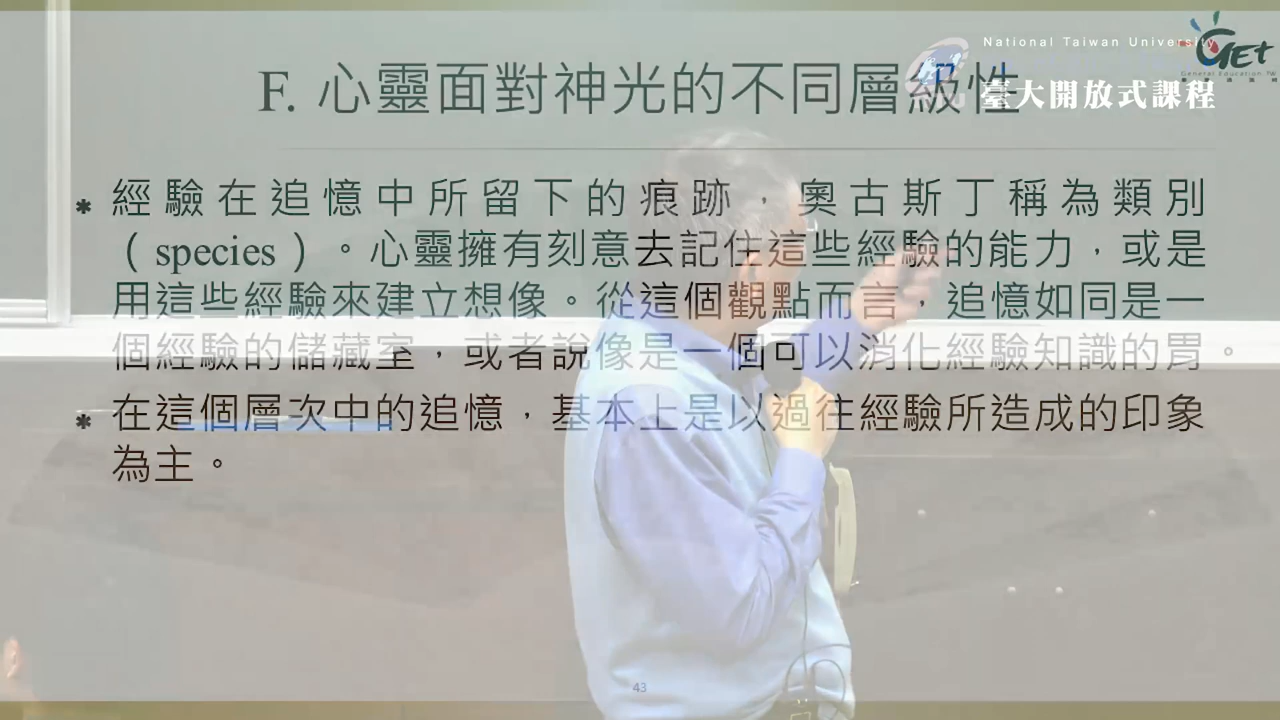 National Taiwan University
臺大開放式課程
GEt
General Education TW
F. 心靈面對神光的不同層級性
* 經驗在追憶中所留下的痕跡，奧古斯丁稱為類別
（species）。心靈擁有刻意去記住這些經驗的能力，或是
用這些經驗來建立想像。從這個觀點而言，追憶如同是一
個經驗的儲藏室，或者說像是一個可以消化經驗知識的胃。
* 在這個層次中的追憶，基本上是以過往經驗所造成的印象
為主。
43